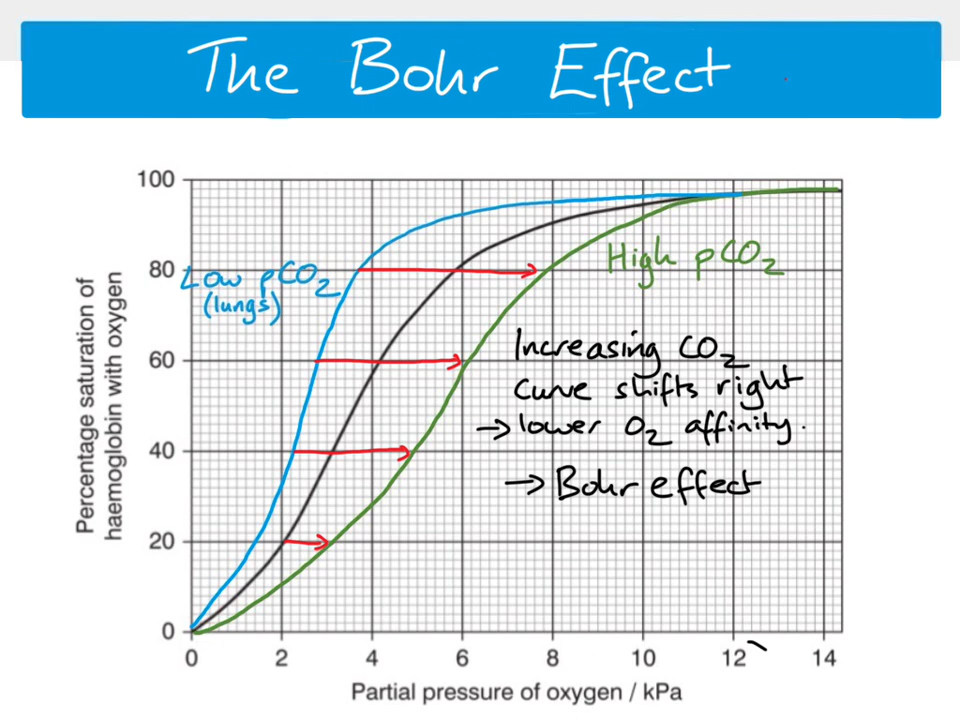 The Bohr Effect
100
80
60
40
20
0
Percentage saturation of
haemoglobin with oxygen
Low pCO₂
(lungs)
High pCO₂
Increasing CO₂
Curve shifts right
→ lower O₂ affinity.
→ Bohr effect
0 2 4 6 8 10 12 14
Partial pressure of oxygen / kPa